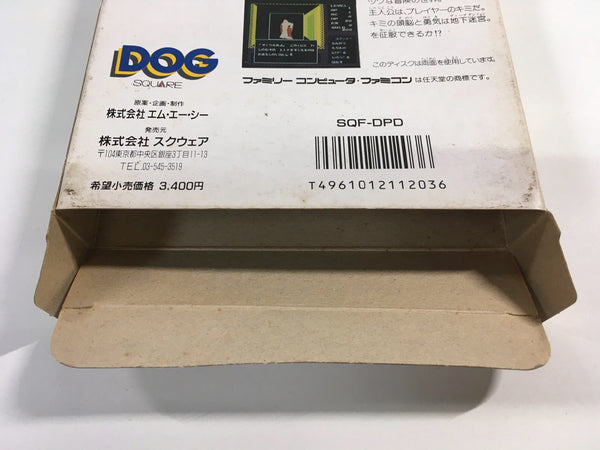 LEVEL
主人公は、プレイヤーのキミだ。
キミの頭脳と勇気は地下迷宮。
を征服できるか!?
このディスクは両面を使用しています。
ファミリー コンピュータ・ファミコン は任天堂の商標です。
DOG
SQUARE
原案・企画・制作
株式会社 エム・エー・シー
発売元
株式会社 スクウェア
〒104東京都中央区銀座3丁目11-13
TEL.03-545-3519
希望小売価格 3,400円
SQF-DPD
T4961012112036